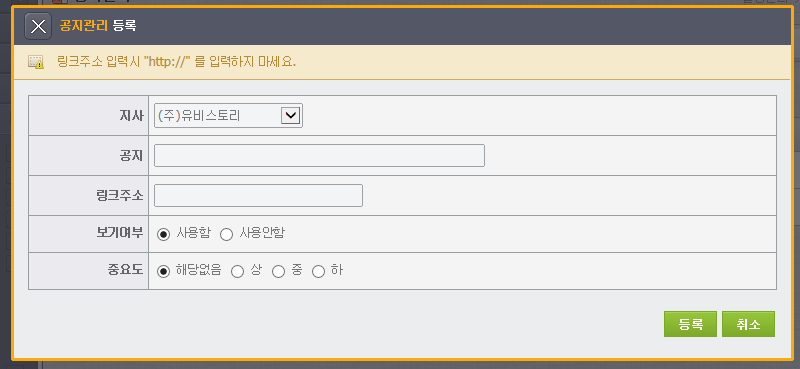 공지관리 등록
링크주소 입력시 "http://" 를 입력하지 마세요.
지사 (주)유비스토리
공지
링크주소
보기여부 사용함 사용안함
중요도 해당없음 상 중 하
등록 취소